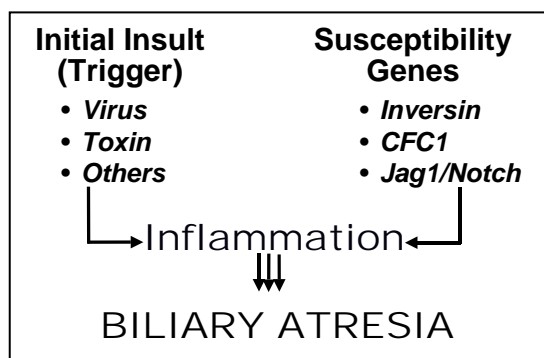 Initial Insult
(Trigger)
• Virus
• Toxin
• Others
Susceptibility
Genes
• Inversin
• CFC1
• Jag1/Notch
Inflammation
BILIARY ATRESIA